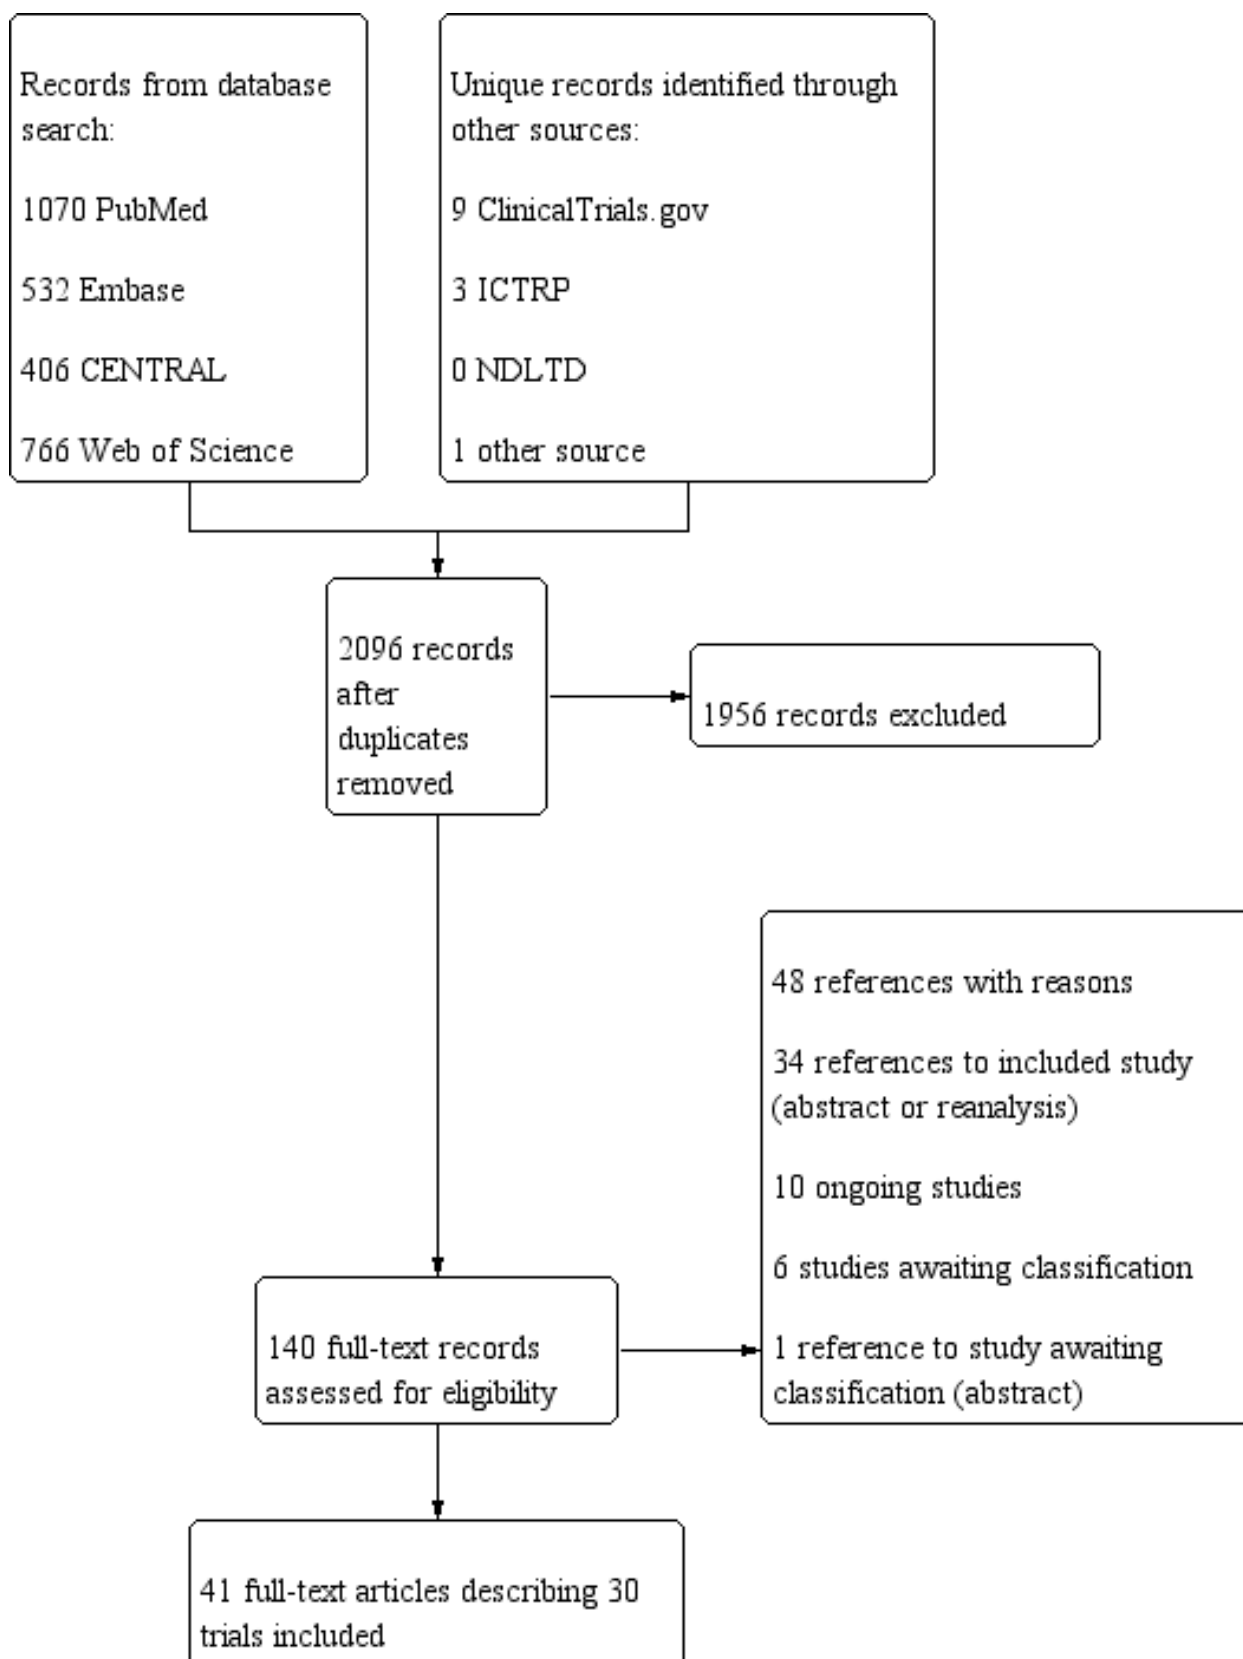 Records from database
search:
1070 PubMed
532 Embase
406 CENTRAL
766 Web of Science
Unique records identified through
other sources:
9 ClinicalTrials.gov
3 ICTRP
0 NDLTD
1 other source
2096 records
after
duplicates
removed
1956 records excluded
48 references with reasons
34 references to included study
(abstract or reanalysis)
10 ongoing studies
6 studies awaiting classification
1 reference to study awaiting
classification (abstract)
140 full-text records
assessed for eligibility
41 full-text articles describing 30
trials included